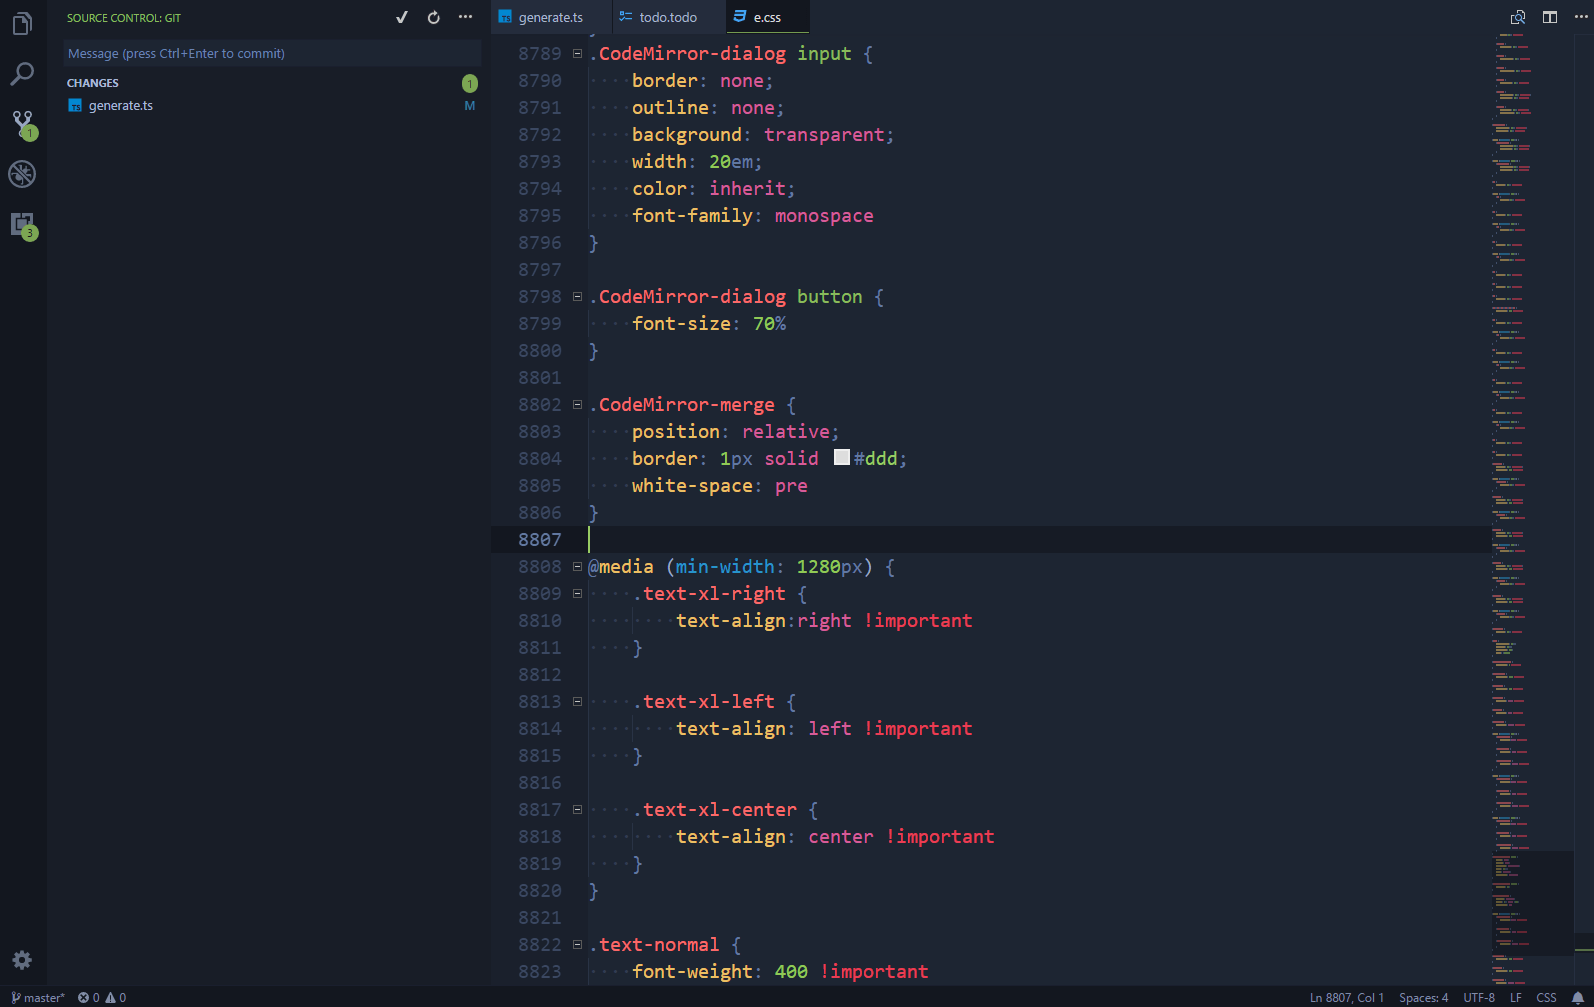 SOURCE CONTROL: GIT
Message (press Ctrl+Enter to commit)
CHANGES 1
TS generate.ts M
1
3
TS generate.ts
todo.todo
e.css
8789 .CodeMirror-dialog input {
8790 border: none;
8791 outline: none;
8792 background: transparent;
8793 width: 20em;
8794 color: inherit;
8795 font-family: monospace
8796 }
8797
8798 .CodeMirror-dialog button {
8799 font-size: 70%
8800 }
8801
8802 .CodeMirror-merge {
8803 position: relative;
8804 border: 1px solid #ddd;
8805 white-space: pre
8806 }
8807
8808 @media (min-width: 1280px) {
8809 .text-xl-right {
8810 text-align:right !important
8811 }
8812
8813 .text-xl-left {
8814 text-align: left !important
8815 }
8816
8817 .text-xl-center {
8818 text-align: center !important
8819 }
8820 }
8821
8822 .text-normal {
8823 font-weight: 400 !important
master* 0 0
Ln 8807, Col 1 Spaces: 4 UTF-8 LF CSS